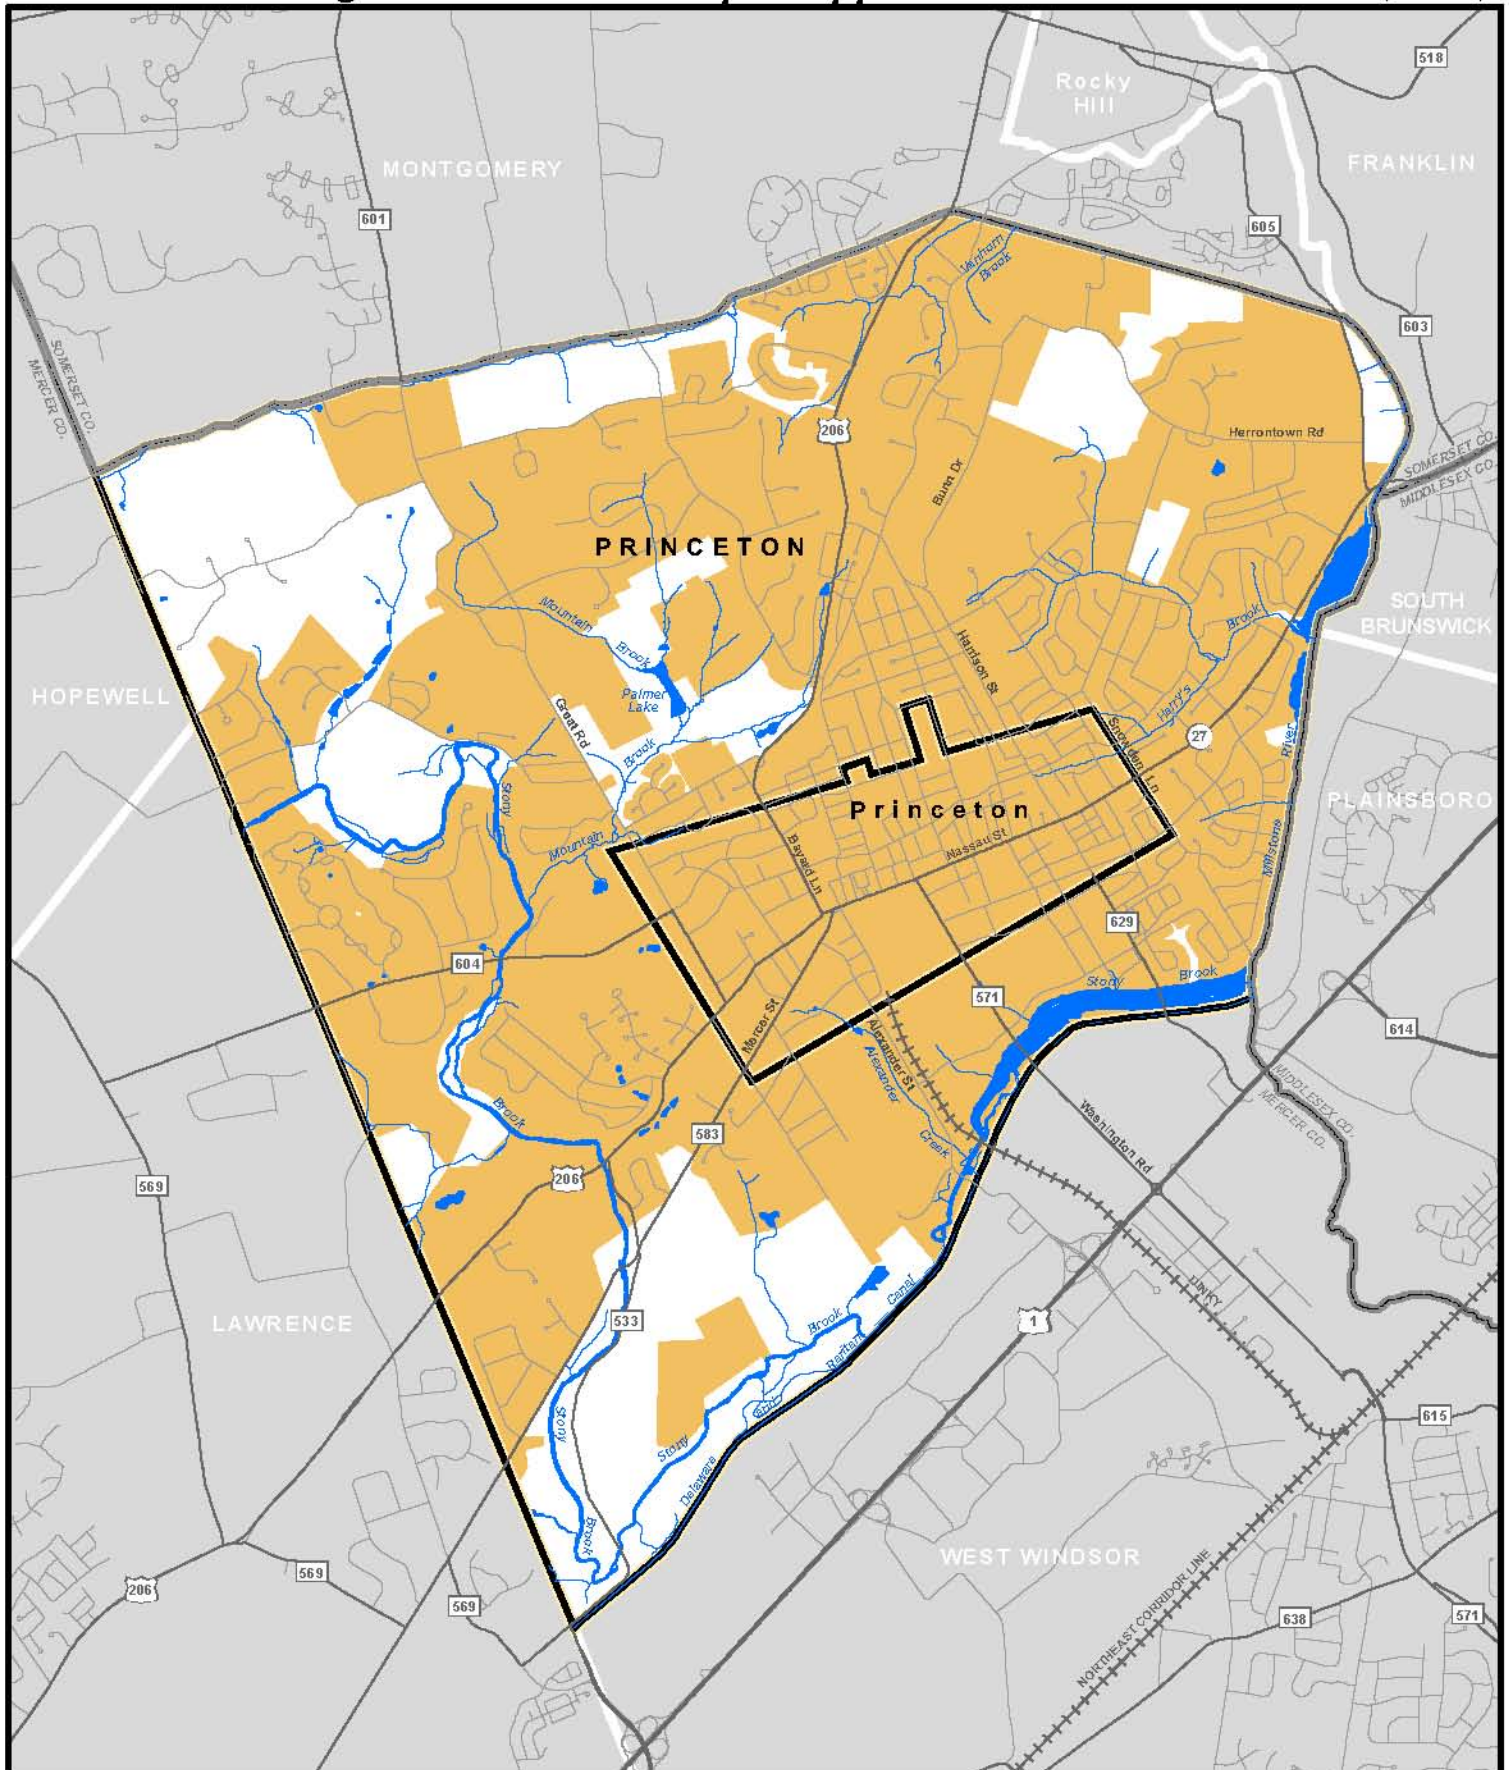 518
Rocky
Hill
FRANKLIN
MONTGOMERY
601
605
603
Vanhorn
Brook
SOMERSET CO.
MERCER CO.
206
Herrontown Rd
Bunn Dr
SOMERSET CO.
MIDDLESEX CO.
PRINCETON
SOUTH
BRUNSWICK
Mountain
Brook
Palmer
Lake
Harrison St
Brook
Harry's
27
HOPEWELL
Great Rd
Brook
Snowden Ln
River
Stony
Princeton
PLAINSBORO
Mountain
Bayard Ln
Nassau St
Millstone
629
604
571
Stony
Brook
Mercer St
Alexander St
Alexander
Creek
614
MIDDLESEX CO.
MERCER CO.
Brook
583
Washington Rd
569
206
DINKY
LAWRENCE
533
Brook
Canal
Raritan
and
1
Stony
Stony
Delaware
615
Brook
WEST WINDSOR
NORTHEAST CORRIDOR LINE
206
569
569
638
571